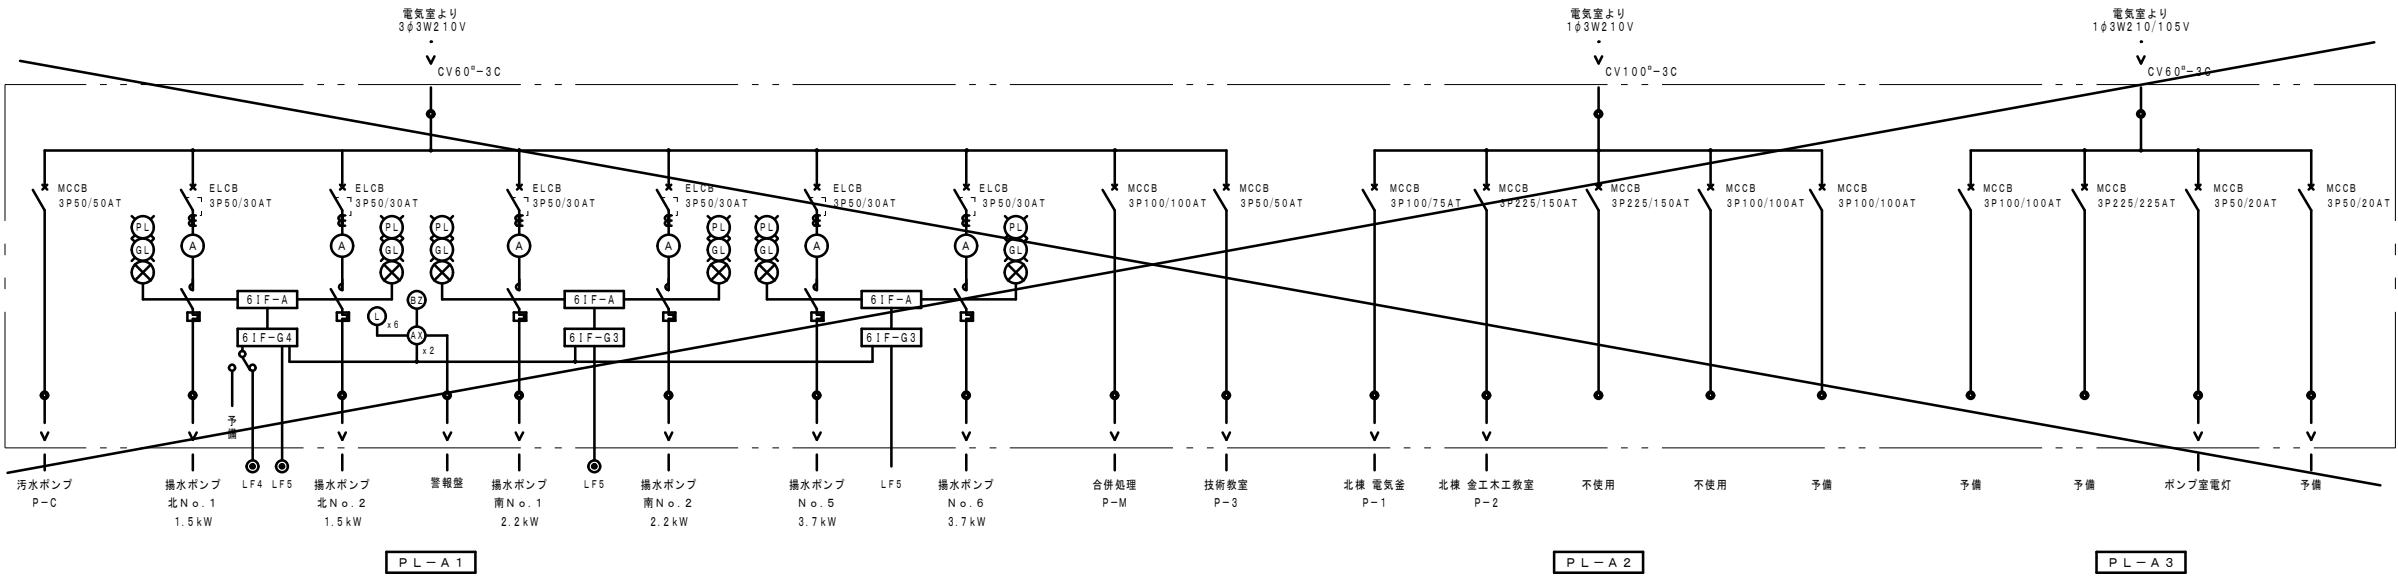 電気室より
3φ3W210V
CV60□-3C
電気室より
1φ3W210V
CV100□-3C
電気室より
1φ3W210/105V
CV60□-3C
MCCB
3P50/50AT
ELCB
3P50/30AT
ELCB
3P50/30AT
ELCB
3P50/30AT
ELCB
3P50/30AT
ELCB
3P50/30AT
ELCB
3P50/30AT
MCCB
3P100/100AT
MCCB
3P50/50AT
MCCB
3P100/75AT
MCCB
3P225/150AT
MCCB
3P225/150AT
MCCB
3P100/100AT
MCCB
3P100/100AT
MCCB
3P100/100AT
MCCB
3P225/225AT
MCCB
3P50/20AT
MCCB
3P50/20AT
PL
GL
A
A
PL
GL
PL
GL
A
A
PL
GL
PL
GL
A
A
PL
GL
6IF-A
6IF-G4
BZ
L
x6
AX
x2
6IF-A
6IF-G3
6IF-A
6IF-G3
予備
汚水ポンプ
P-C
揚水ポンプ
北No.1
1.5kW
LF4
LF5
揚水ポンプ
北No.2
1.5kW
警報盤
揚水ポンプ
南No.1
2.2kW
LF5
揚水ポンプ
南No.2
2.2kW
揚水ポンプ
No.5
3.7kW
LF5
揚水ポンプ
No.6
3.7kW
合併処理
P-M
技術教室
P-3
北棟 電気釜
P-1
北棟 金工木工教室
P-2
不使用
不使用
予備
予備
予備
ポンプ室電灯
予備
PL-A1
PL-A2
PL-A3